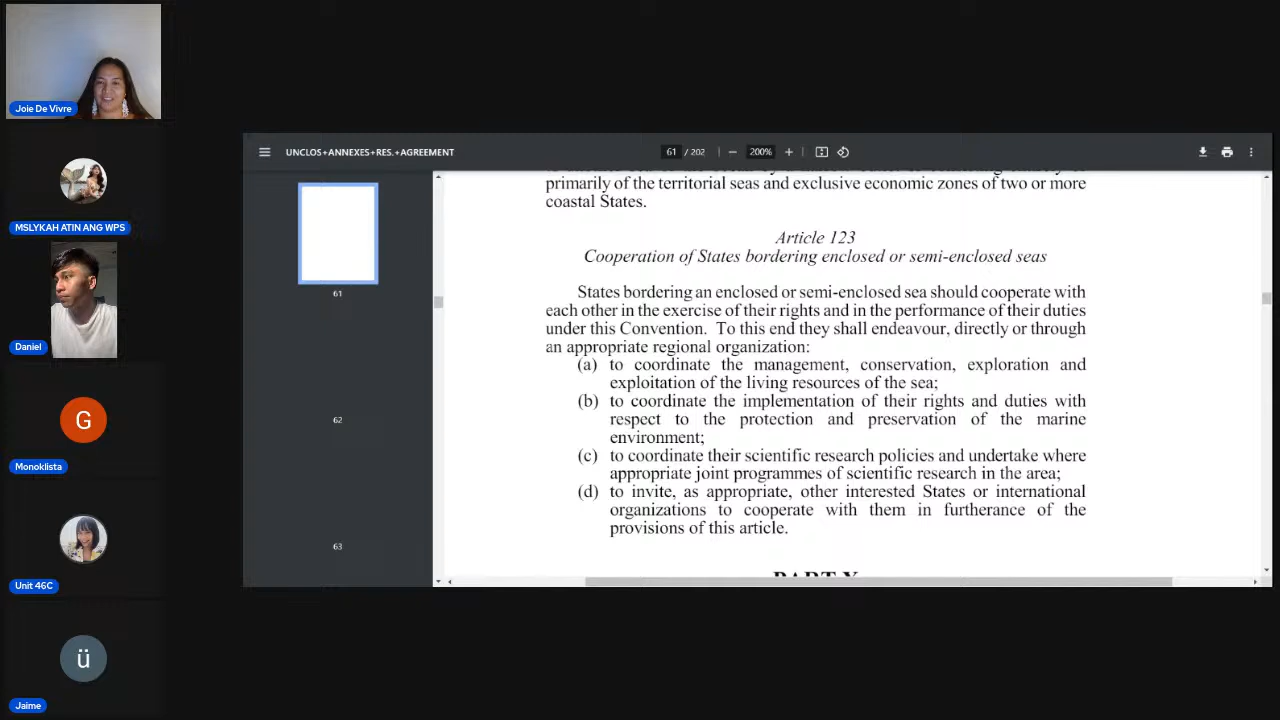 Joie De Vivre
MSLYKAH ATIN ANG WPS
Daniel
G
Monoklista
Unit 46C
ü
Jaime
UNCLOS+ANNEXES+RES.+AGREEMENT
61 / 202
200%
61
62
63
primarily of the territorial seas and exclusive economic zones of two or more
coastal States.
Article 123
Cooperation of States bordering enclosed or semi-enclosed seas
States bordering an enclosed or semi-enclosed sea should cooperate with
each other in the exercise of their rights and in the performance of their duties
under this Convention. To this end they shall endeavour, directly or through
an appropriate regional organization:
(a) to coordinate the management, conservation, exploration and
exploitation of the living resources of the sea;
(b) to coordinate the implementation of their rights and duties with
respect to the protection and preservation of the marine
environment;
(c) to coordinate their scientific research policies and undertake where
appropriate joint programmes of scientific research in the area;
(d) to invite, as appropriate, other interested States or international
organizations to cooperate with them in furtherance of the
provisions of this article.
PART X